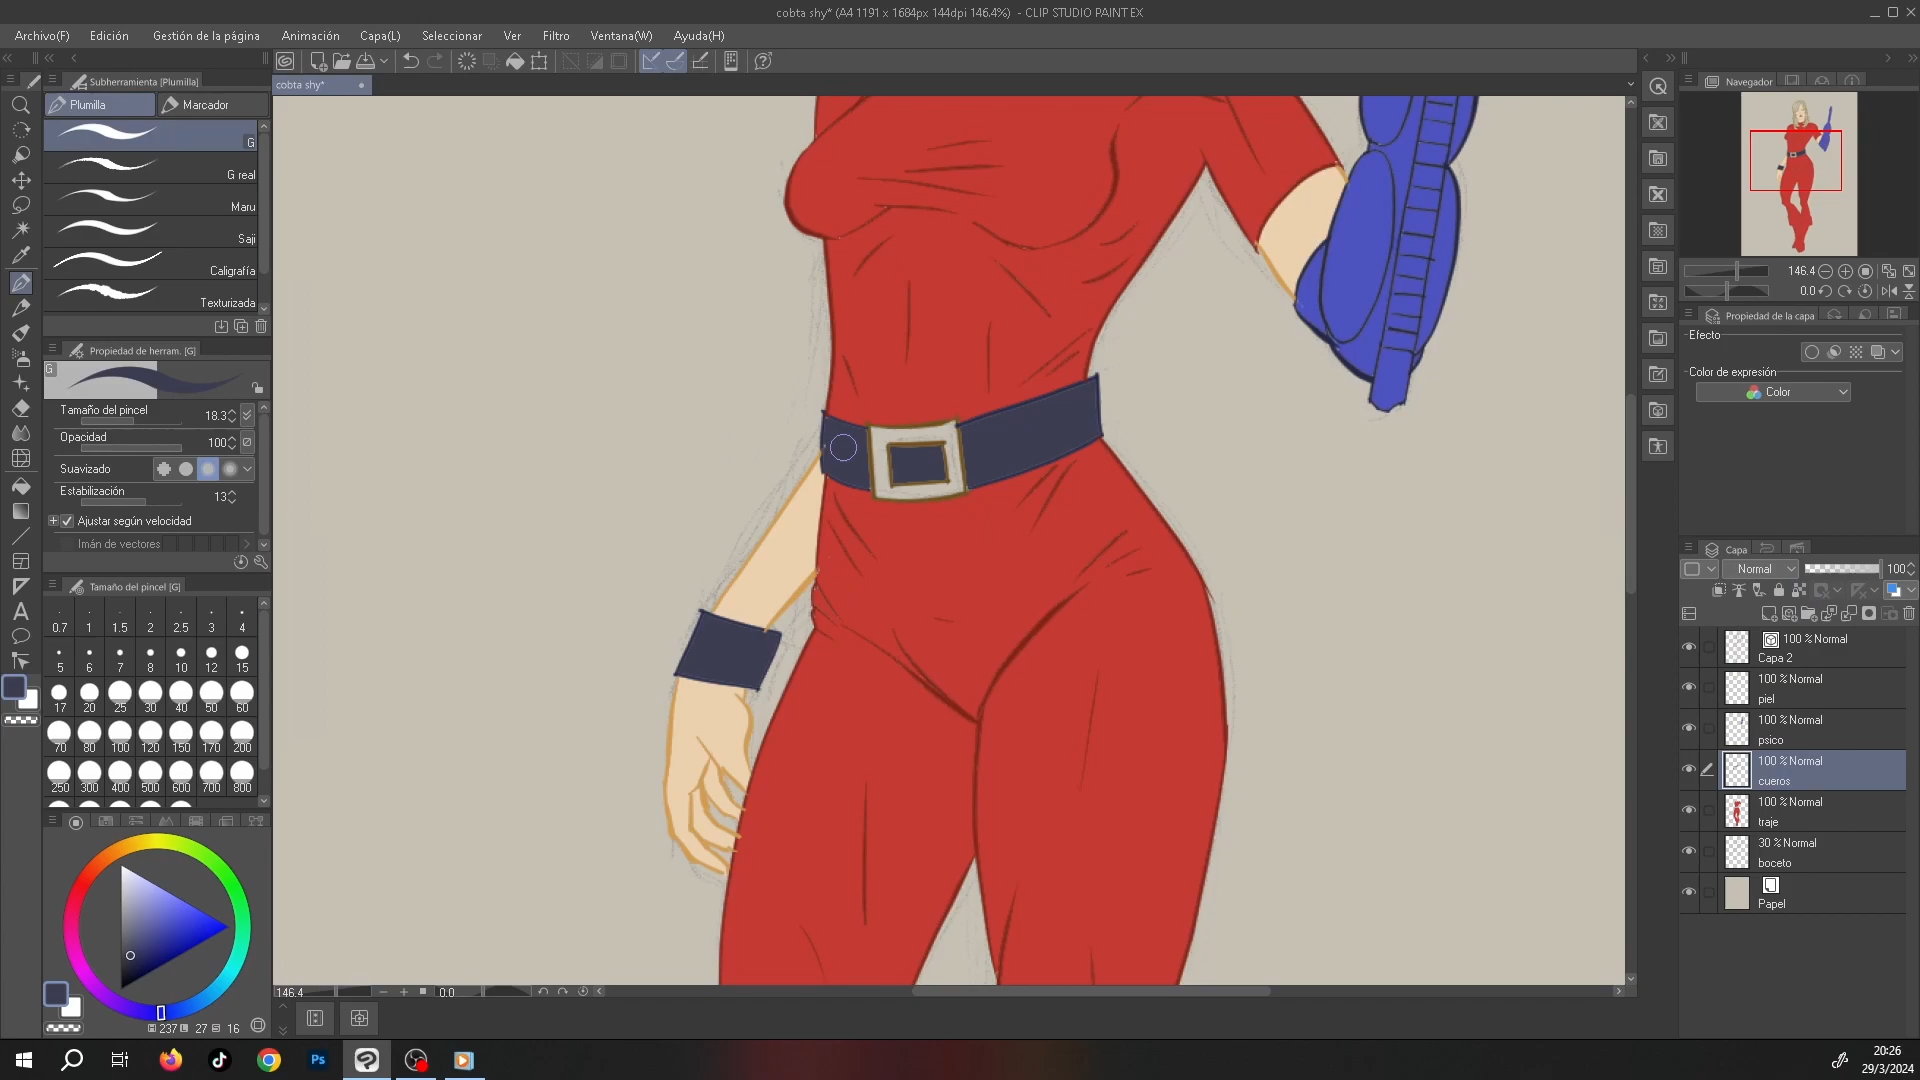 cobta shy* (A4 1191 x 1684px 144dpi 146.4%) - CLIP STUDIO PAINT EX
Archivo(F) Edición Gestión de la página Animación Capa(L) Seleccionar Ver Filtro Ventana(W) Ayuda(H)
cobta shy*
Subherramienta [Plumilla]
Plumilla Marcador
G
G real
Maru
Saji
Caligrafía
Texturizada
Propiedad de herram. [G]
G
Tamaño del pincel 18.3
Opacidad 100
Suavizado
Estabilización 13
Ajustar según velocidad
Imán de vectores
Tamaño del pincel [G]
0.7 1 1.5 2 2.5 3 4
5 6 7 8 10 12 15
17 20 25 30 40 50 60
70 80 100 120 150 170 200
250 300 400 500 600 700 800
237 27 16
146.4 0.0
Navegador
146.4
0.0
Propiedad de la capa
Efecto
Color de expresión
Color
Capa
Normal 100
100 % Normal
Capa 2
100 % Normal
piel
100 % Normal
psico
100 % Normal
cueros
100 % Normal
traje
30 % Normal
boceto
Papel
Ps
20:26
29/3/2024